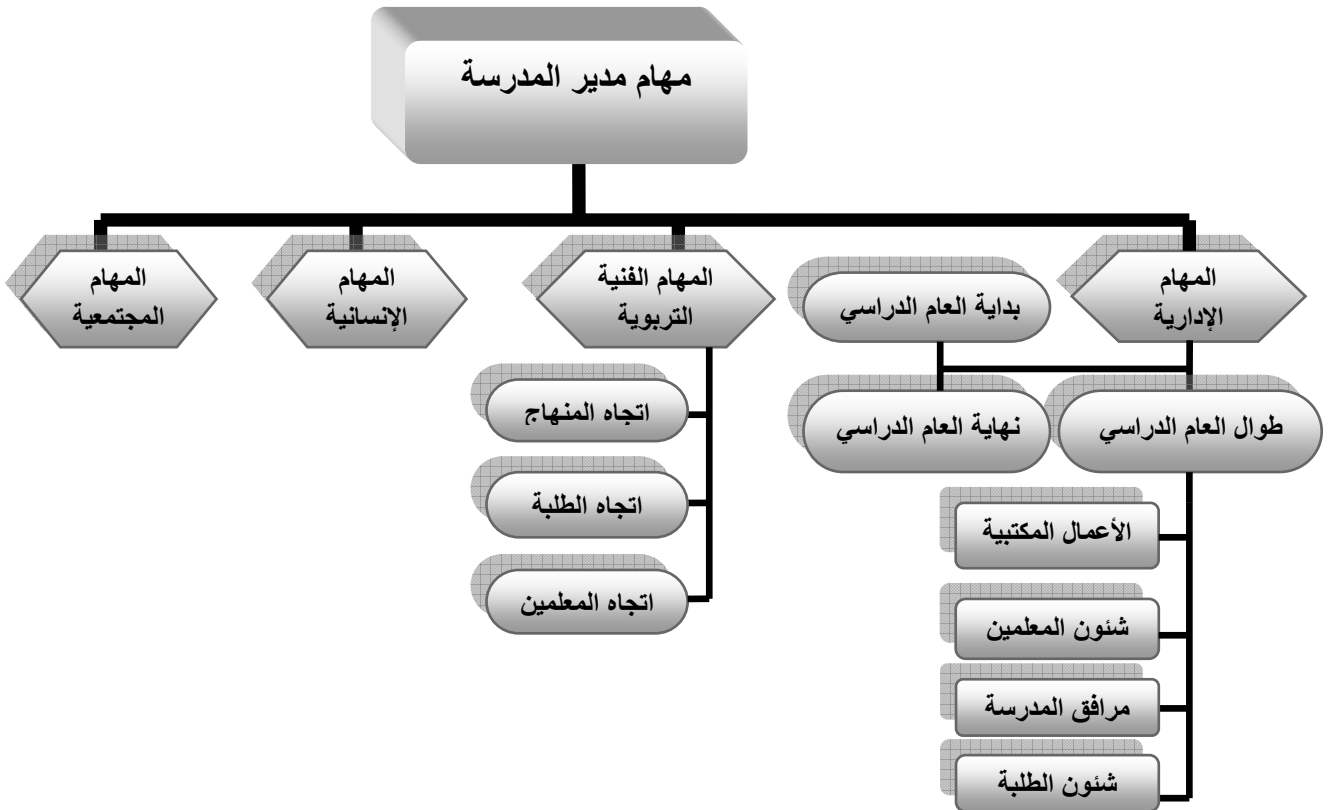 مهام مدير المدرسة
المهام
الإدارية
بداية العام الدراسي
المهام الفنية
التربوية
المهام
الإنسانية
المهام
المجتمعية
طوال العام الدراسي
نهاية العام الدراسي
الأعمال المكتبية
شئون المعلمين
مرافق المدرسة
شئون الطلبة
اتجاه المنهاج
اتجاه الطلبة
اتجاه المعلمين